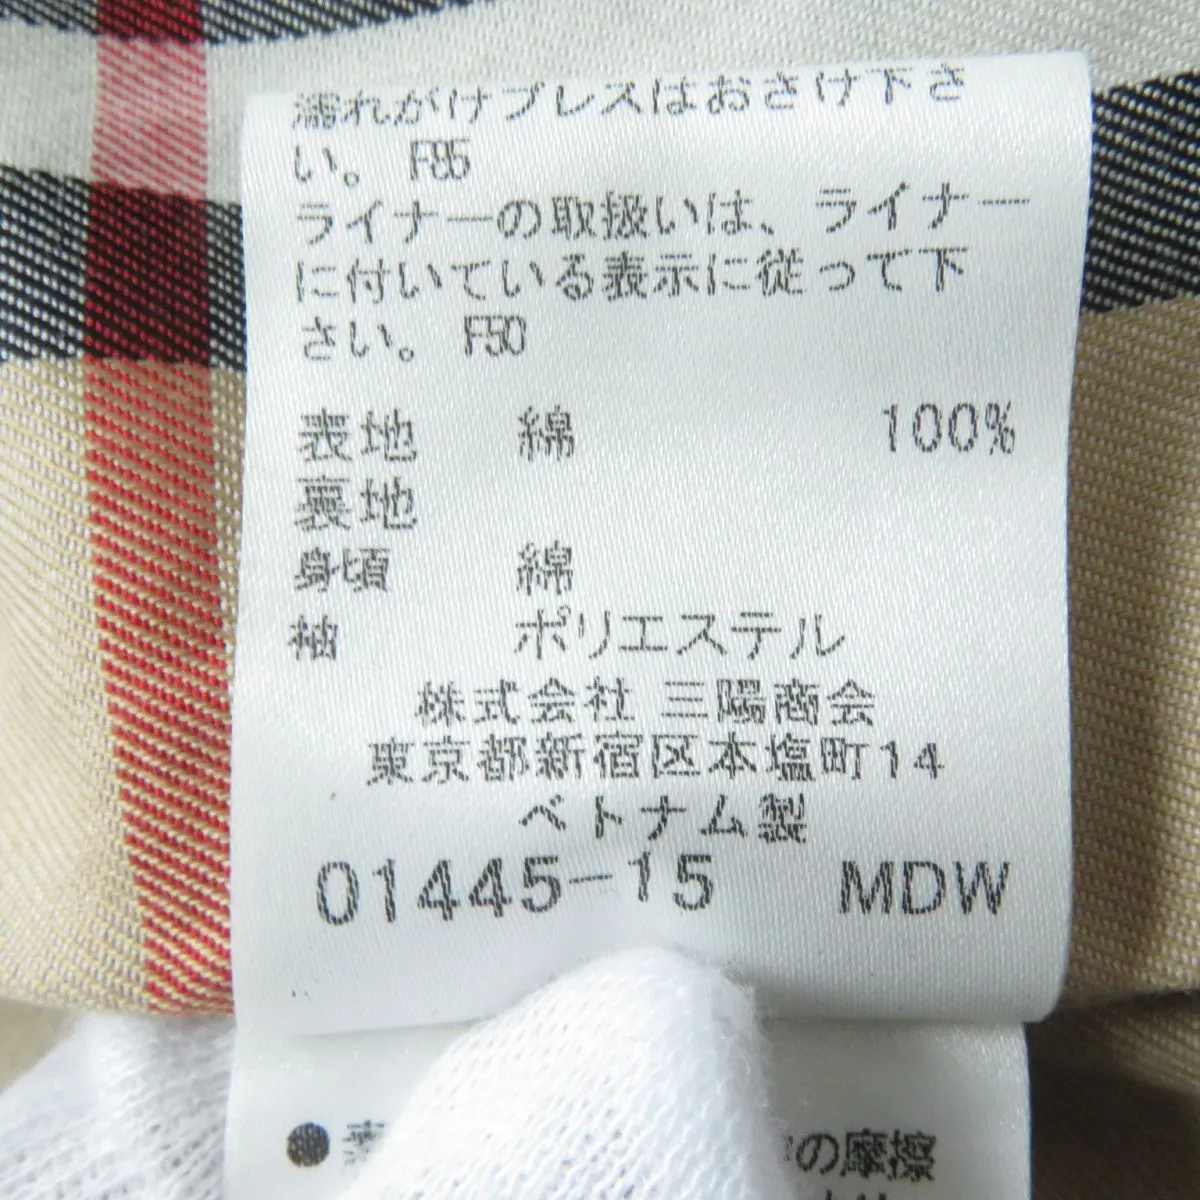 濡れがけプレスはおさけ下さ
い。 F85
ライナーの取扱いは、ライナー
に付いている表示に従って下
さい。 F50
表地 綿 100%
裏地
身頃 綿
袖 ポリエステル
株式会社 三陽商会
東京都新宿区本塩町14
ベトナム製
01445-15 MDW
● の摩擦